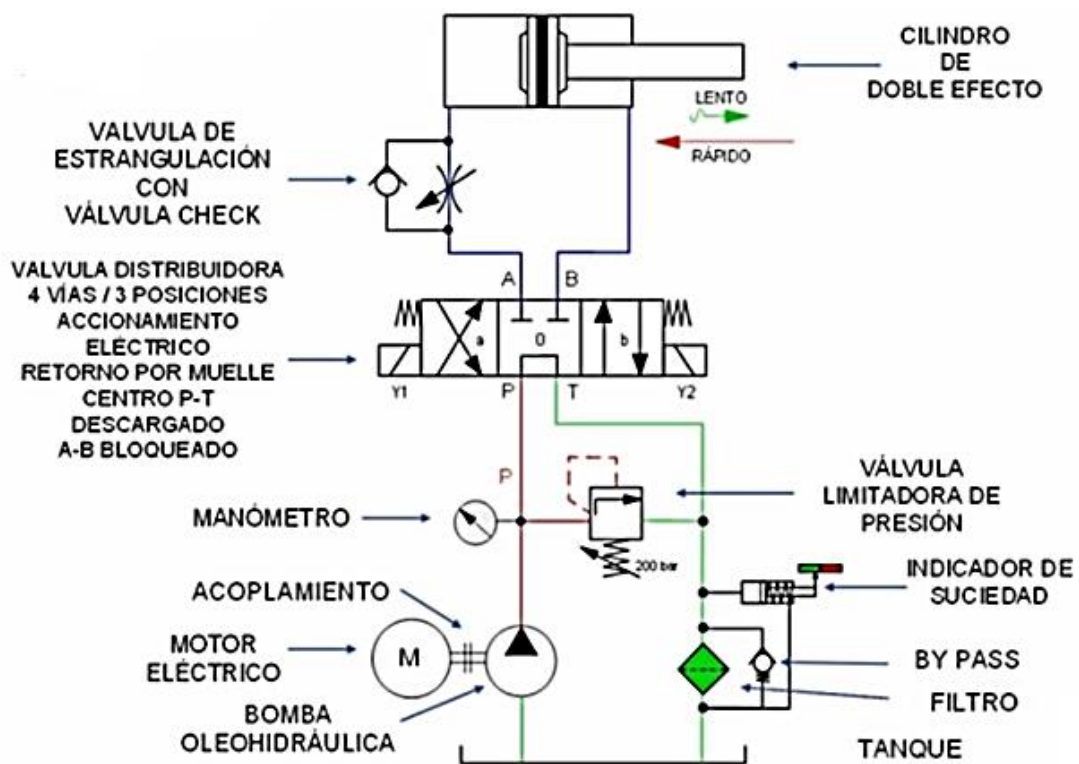 CILINDRO
DE
DOBLE EFECTO
LENTO
RÁPIDO
VALVULA DE
ESTRANGULACIÓN
CON
VÁLVULA CHECK
VALVULA DISTRIBUIDORA
4 VÍAS / 3 POSICIONES
ACCIONAMIENTO
ELÉCTRICO
RETORNO POR MUELLE
CENTRO P-T
DESCARGADO
A-B BLOQUEADO
A B
a 0 b
Y1 P T Y2
P
VÁLVULA
LIMITADORA DE
PRESIÓN
MANÓMETRO
200 bar
INDICADOR DE
SUCIEDAD
ACOPLAMIENTO
MOTOR
ELÉCTRICO
M
BY PASS
FILTRO
BOMBA
OLEOHIDRÁULICA
TANQUE